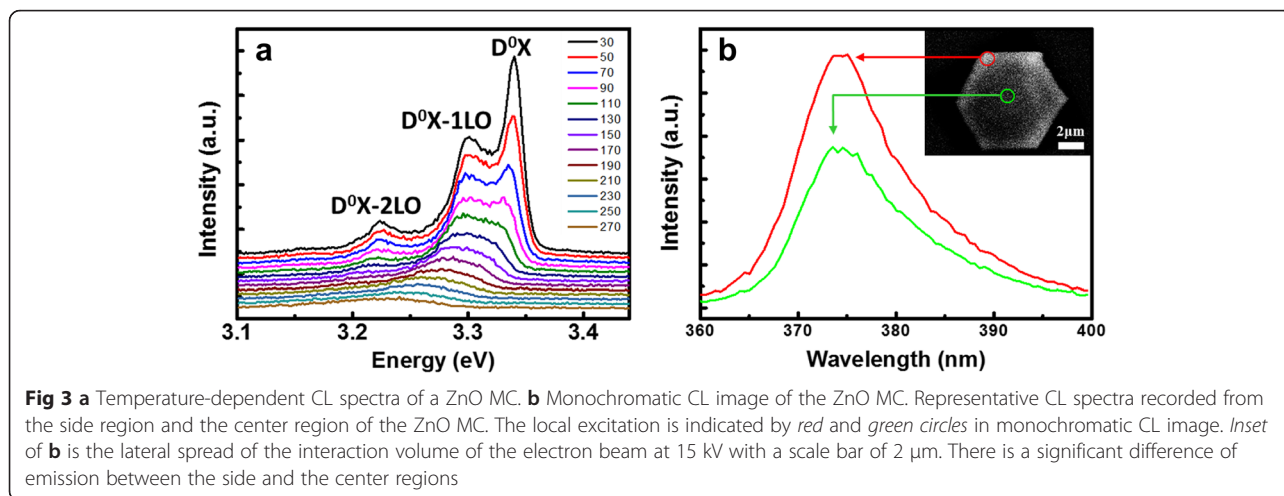 a
D⁰X
D⁰X-1LO
D⁰X-2LO
30
50
70
90
110
130
150
170
190
210
230
250
270
Intensity (a.u.)
3.1 3.2 3.3 3.4
Energy (eV)
b
2μm
Intensity (a.u.)
360 370 380 390 400
Wavelength (nm)
Fig 3 a Temperature-dependent CL spectra of a ZnO MC. b Monochromatic CL image of the ZnO MC. Representative CL spectra recorded from
the side region and the center region of the ZnO MC. The local excitation is indicated by red and green circles in monochromatic CL image. Inset
of b is the lateral spread of the interaction volume of the electron beam at 15 kV with a scale bar of 2 μm. There is a significant difference of
emission between the side and the center regions